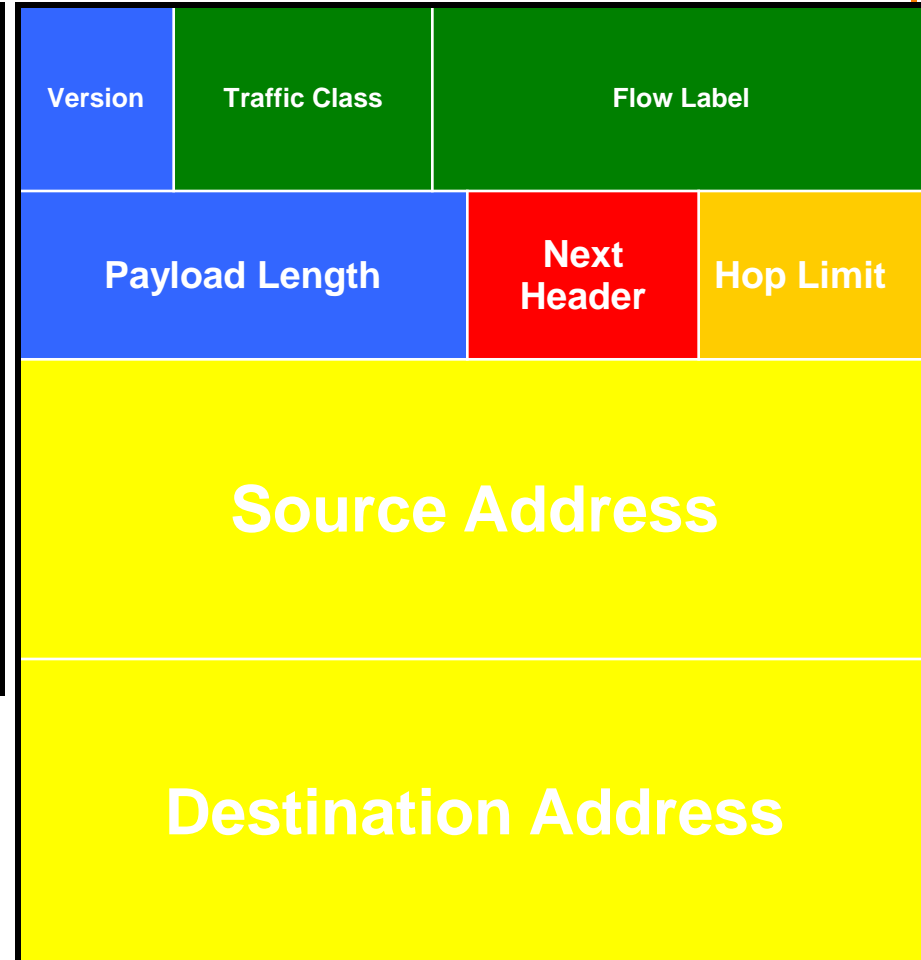 Version Traffic Class Flow Label
Payload Length Next Header Hop Limit
Source Address
Destination Address